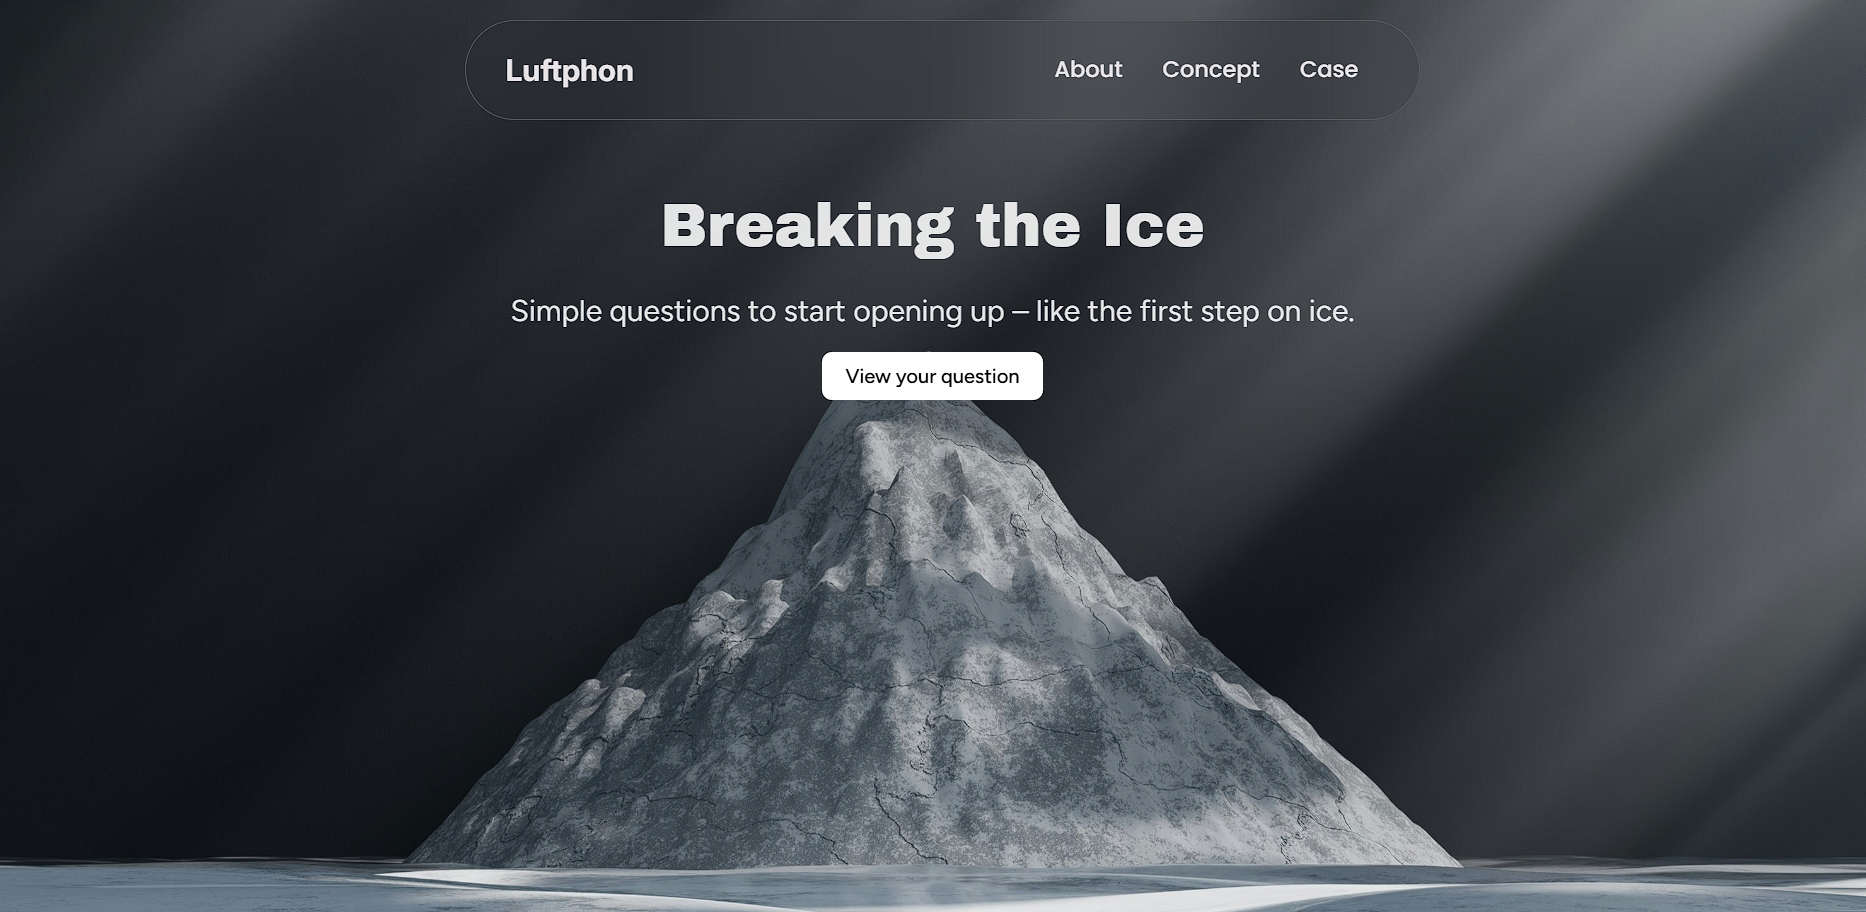 Luftphon
About Concept Case
Breaking the Ice
Simple questions to start opening up – like the first step on ice.
View your question